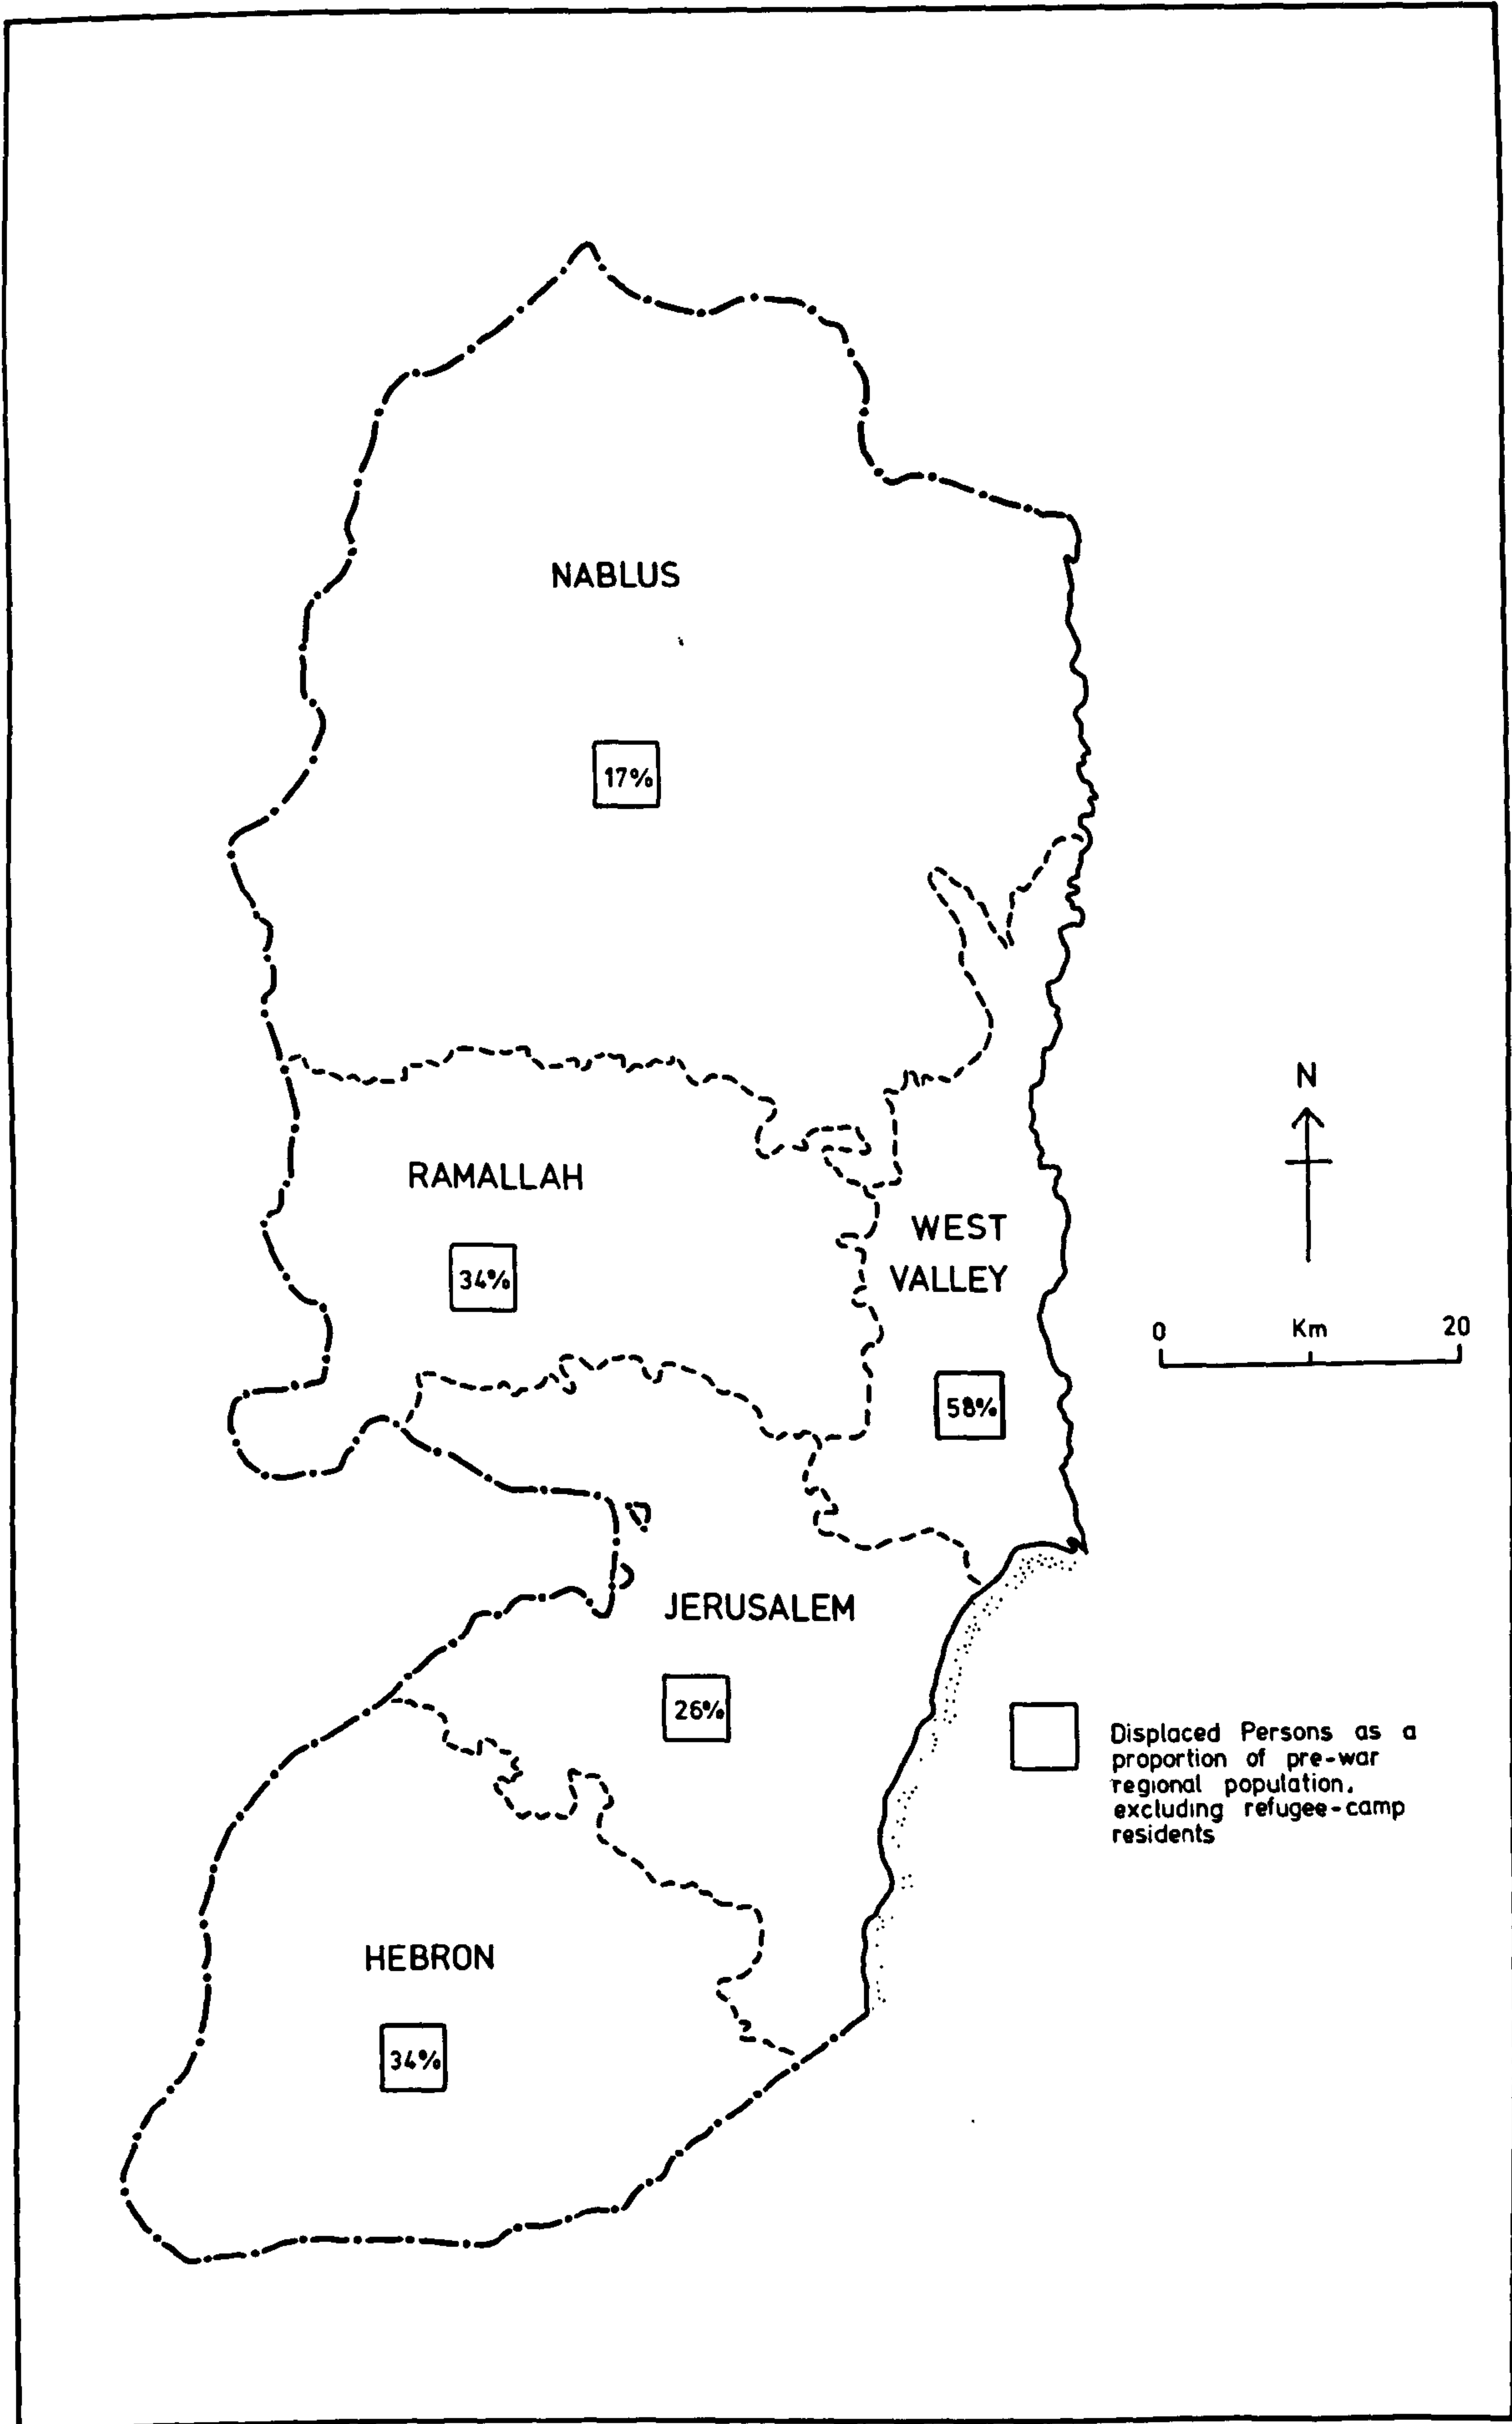 NABLUS
17%
RAMALLAH
34%
WEST
VALLEY
58%
N
0 Km 20
JERUSALEM
26%
Displaced Persons as a
proportion of pre-war
regional population,
excluding refugee-camp
residents
HEBRON
34%